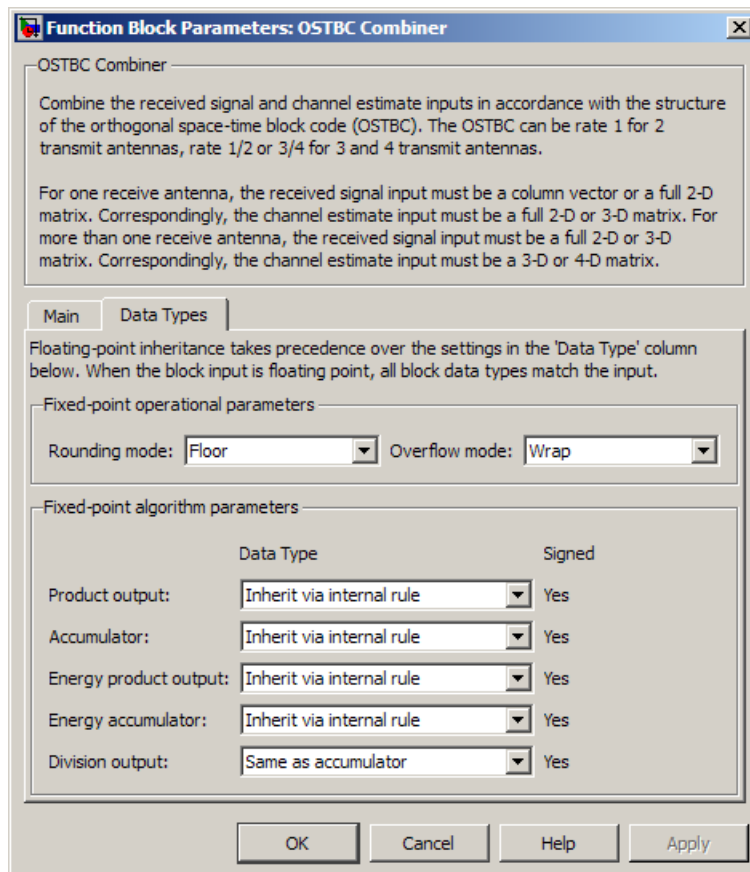 Function Block Parameters: OSTBC Combiner
OSTBC Combiner
Combine the received signal and channel estimate inputs in accordance with the structure
of the orthogonal space-time block code (OSTBC). The OSTBC can be rate 1 for 2
transmit antennas, rate 1/2 or 3/4 for 3 and 4 transmit antennas.
For one receive antenna, the received signal input must be a column vector or a full 2-D
matrix. Correspondingly, the channel estimate input must be a full 2-D or 3-D matrix. For
more than one receive antenna, the received signal input must be a full 2-D or 3-D
matrix. Correspondingly, the channel estimate input must be a 3-D or 4-D matrix.
Main Data Types
Floating-point inheritance takes precedence over the settings in the 'Data Type' column
below. When the block input is floating point, all block data types match the input.
Fixed-point operational parameters
Rounding mode: Floor Overflow mode: Wrap
Fixed-point algorithm parameters
Data Type Signed
Product output: Inherit via internal rule Yes
Accumulator: Inherit via internal rule Yes
Energy product output: Inherit via internal rule Yes
Energy accumulator: Inherit via internal rule Yes
Division output: Same as accumulator Yes
OK Cancel Help Apply